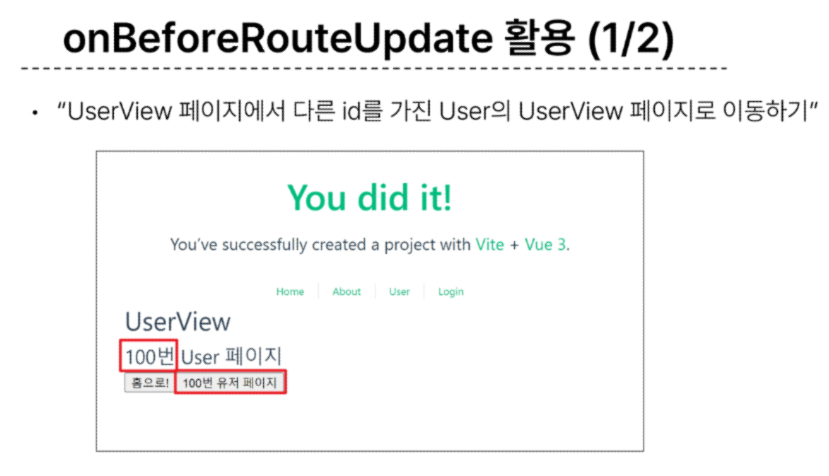 onBeforeRouteUpdate 활용 (1/2)
• “UserView 페이지에서 다른 id를 가진 User의 UserView 페이지로 이동하기”
You did it!
You’ve successfully created a project with Vite + Vue 3.
Home About User Login
UserView
100번 User 페이지
홈으로! 100번 유저 페이지